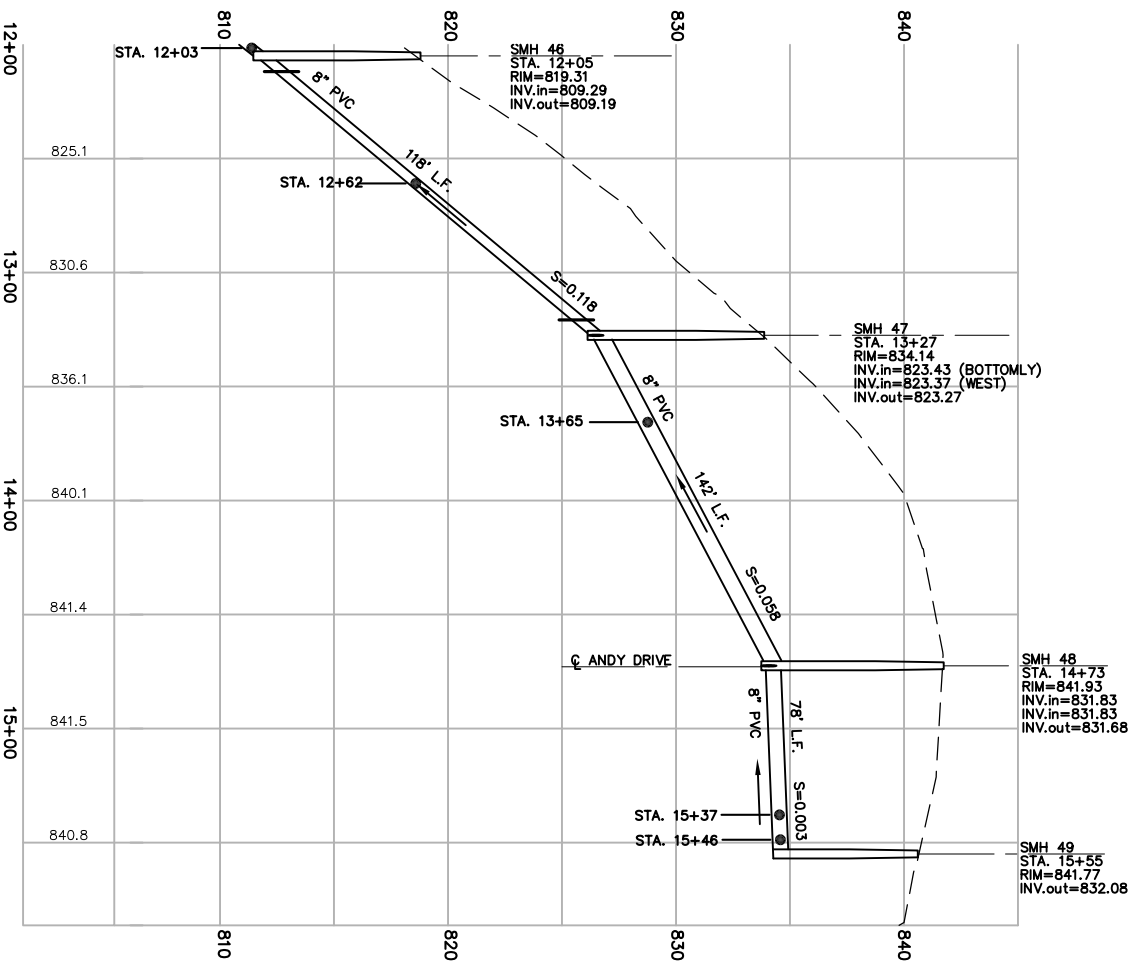 810
820
830
840
12+00
STA. 12+03
SMH 46
STA. 12+05
RIM=819.31
INV.in=809.29
INV.out=809.19
8" PVC
825.1
118' L.F.
STA. 12+62
13+00
830.6
S=0.118
SMH 47
STA. 13+27
RIM=834.14
INV.in=823.43 (BOTTOMLY)
INV.in=823.37 (WEST)
INV.out=823.27
836.1
8" PVC
STA. 13+65
14+00
840.1
142' L.F.
S=0.058
841.4
℄ ANDY DRIVE
SMH 48
STA. 14+73
RIM=841.93
INV.in=831.83
INV.in=831.83
INV.out=831.68
8" PVC
78' L.F.
15+00
841.5
S=0.003
STA. 15+37
STA. 15+46
840.8
SMH 49
STA. 15+55
RIM=841.77
INV.out=832.08
810
820
830
840